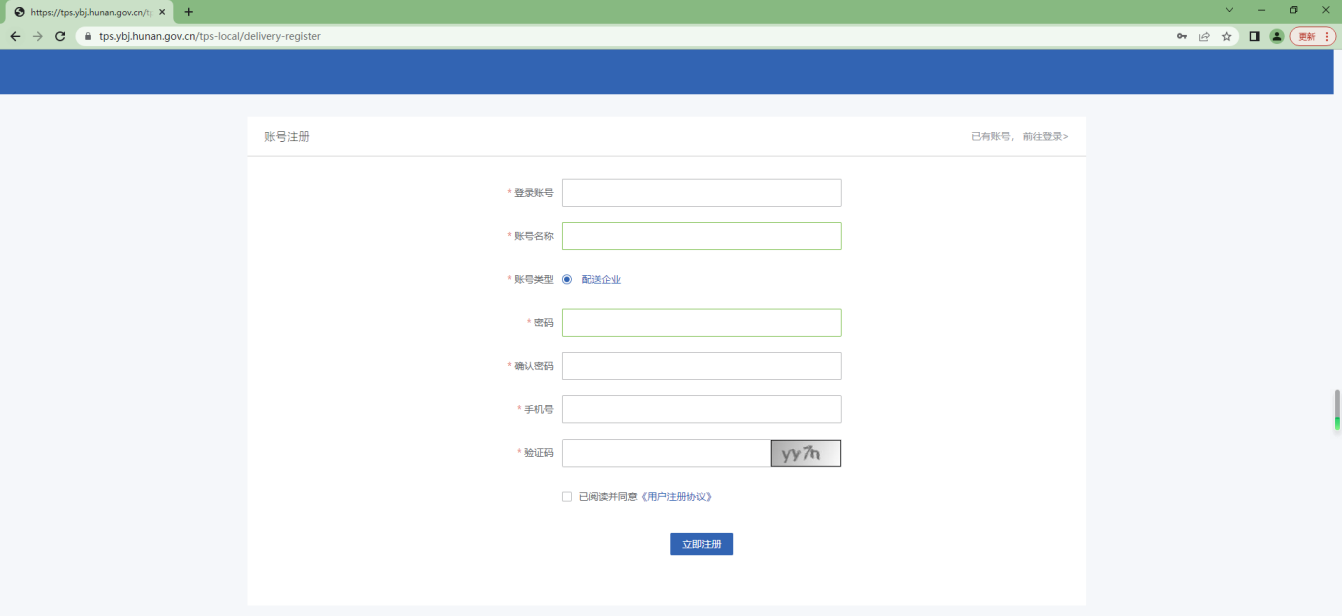 https://tps.ybj.hunan.gov.cn/tp
tps.ybj.hunan.gov.cn/tps-local/delivery-register
更新
账号注册
已有账号， 前往登录>
* 登录账号
* 账号名称
* 账号类型 配送企业
* 密码
* 确认密码
* 手机号
* 验证码 yy7n
已阅读并同意《用户注册协议》
立即注册